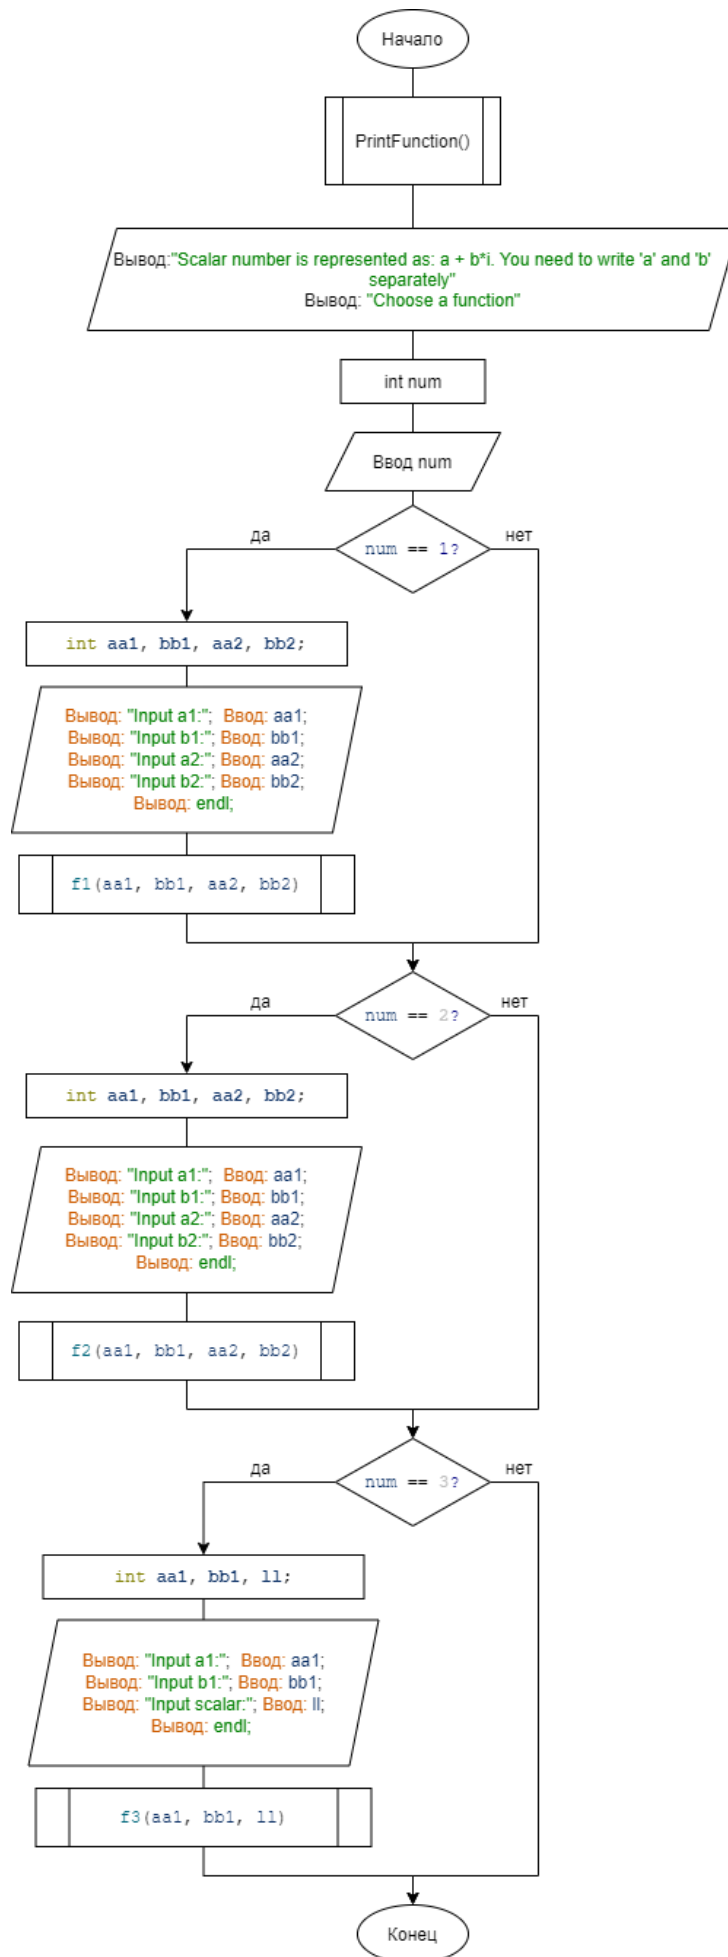 Начало
PrintFunction()
Вывод:"Scalar number is represented as: a + b*i. You need to write 'a' and 'b'
separately"
Вывод: "Choose a function"
int num
Ввод num
да
num == 1?
нет
int aa1, bb1, aa2, bb2;
Вывод: "Input a1:"; Ввод: aa1;
Вывод: "Input b1:"; Ввод: bb1;
Вывод: "Input a2:"; Ввод: aa2;
Вывод: "Input b2:"; Ввод: bb2;
Вывод: endl;
f1(aa1, bb1, aa2, bb2)
да
num == 2?
нет
int aa1, bb1, aa2, bb2;
Вывод: "Input a1:"; Ввод: aa1;
Вывод: "Input b1:"; Ввод: bb1;
Вывод: "Input a2:"; Ввод: aa2;
Вывод: "Input b2:"; Ввод: bb2;
Вывод: endl;
f2(aa1, bb1, aa2, bb2)
да
num == 3?
нет
int aa1, bb1, ll;
Вывод: "Input a1:"; Ввод: aa1;
Вывод: "Input b1:"; Ввод: bb1;
Вывод: "Input scalar:"; Ввод: ll;
Вывод: endl;
f3(aa1, bb1, ll)
Конец